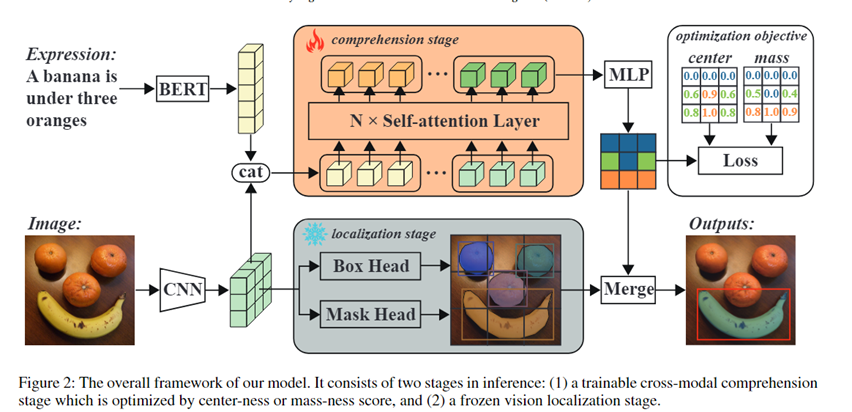 Expression:
A banana is
under three
oranges
BERT
cat
comprehension stage
N × Self-attention Layer
MLP
optimization objective
center mass
0.0 0.0 0.0 0.0 0.0 0.0
0.6 0.9 0.6 0.5 0.0 0.4
0.8 1.0 0.8 0.8 1.0 0.9
Loss
Image:
CNN
localization stage
Box Head
Mask Head
Merge
Outputs:
Figure 2: The overall framework of our model. It consists of two stages in inference: (1) a trainable cross-modal comprehension
stage which is optimized by center-ness or mass-ness score, and (2) a frozen vision localization stage.